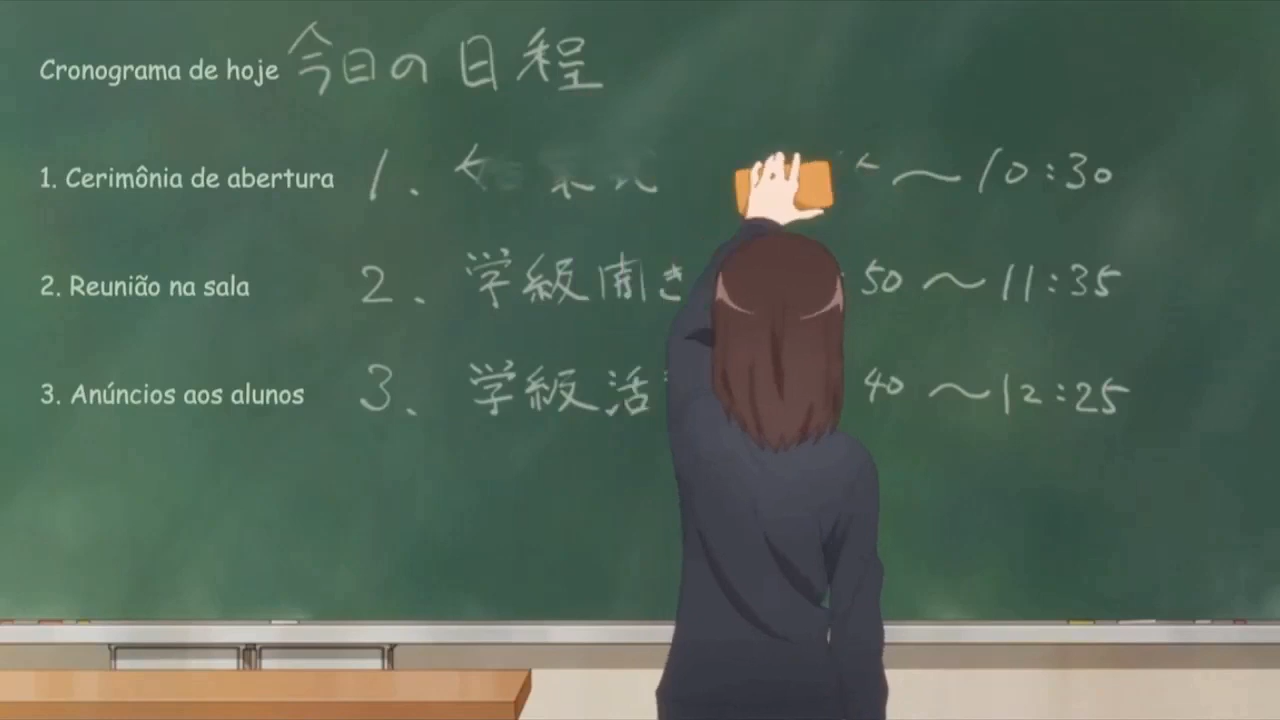 Cronograma de hoje 今日の日程
1. Cerimônia de abertura 1. 〜10:30
2. Reunião na sala 2. 学級開き 50〜11:35
3. Anúncios aos alunos 3. 学級活 40〜12:25